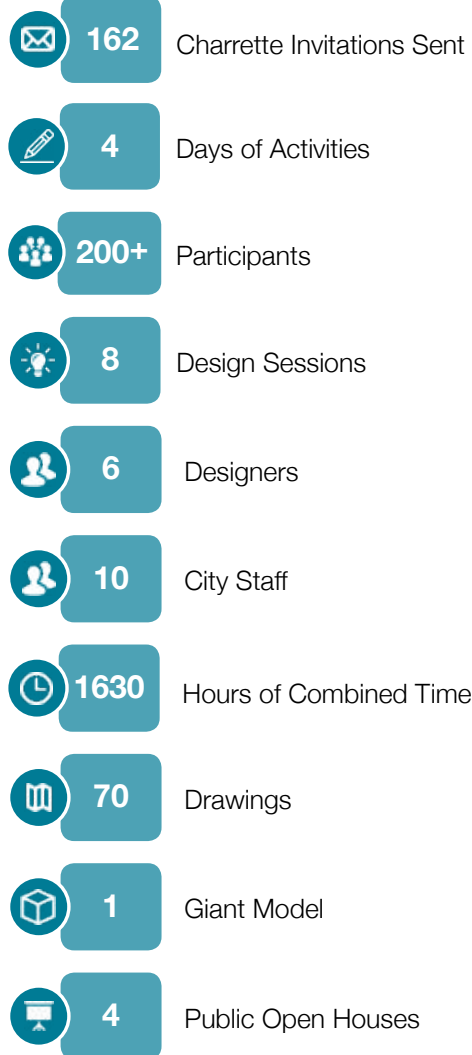 162 Charrette Invitations Sent
4 Days of Activities
200+ Participants
8 Design Sessions
6 Designers
10 City Staff
1630 Hours of Combined Time
70 Drawings
1 Giant Model
4 Public Open Houses